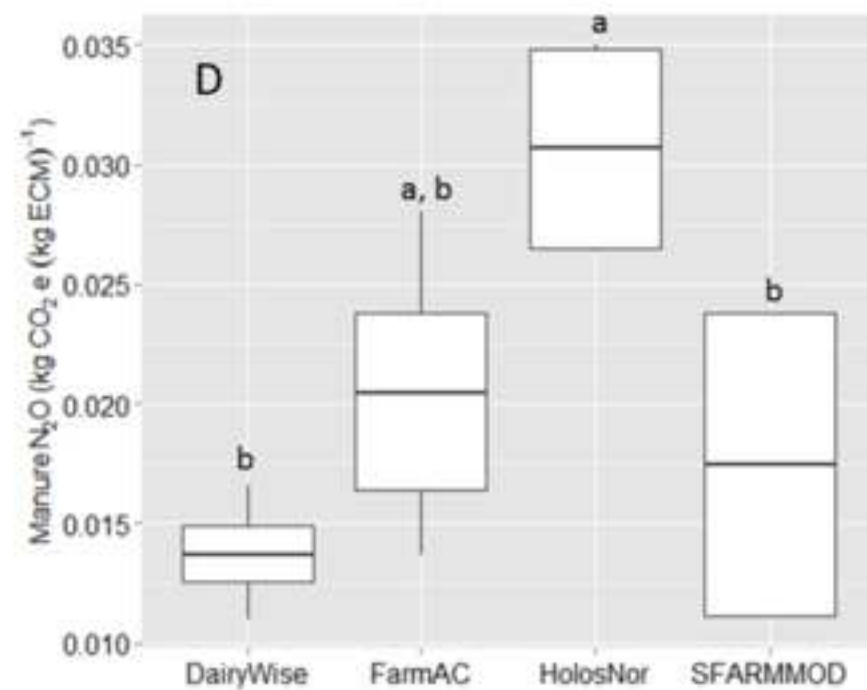 a
0.035
D
0.030
a, b
0.025
b
0.020
b
0.015
0.010
Manure N₂O (kg CO₂ e (kg ECM)⁻¹)
DairyWise FarmAC HolosNor SFARMMOD